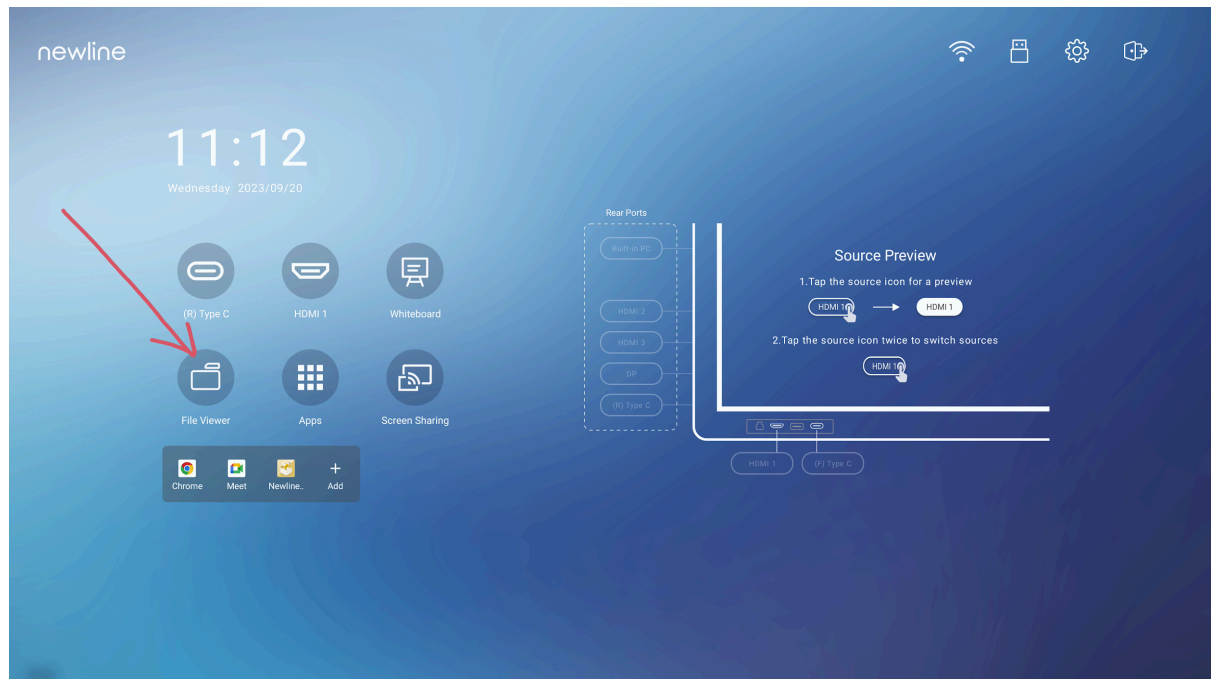 newline
11:12
Wednesday 2023/09/20
(R) Type C
HDMI 1
Whiteboard
File Viewer
Apps
Screen Sharing
Chrome
Meet
Newline..
Add
Rear Ports
Built-in PC
HDMI 2
HDMI 3
DP
(R) Type C
Source Preview
1.Tap the source icon for a preview
HDMI 1
HDMI 1
2.Tap the source icon twice to switch sources
HDMI 1
HDMI 1
(F) Type C